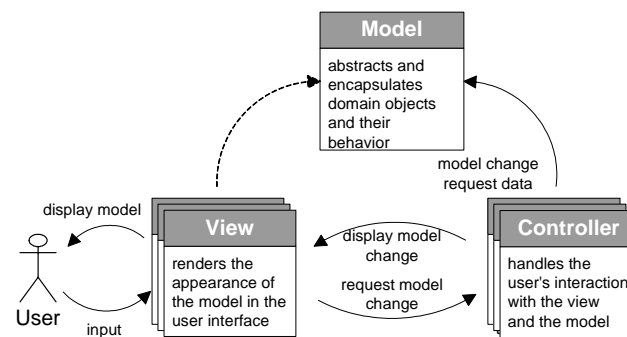 Model
abstracts and
encapsulates
domain objects
and their
behavior
model change
request data
display model
View
renders the
appearance of
the model in the
user interface
display model
change
request model
change
Controller
handles the
user's interaction
with the view
and the model
User
input